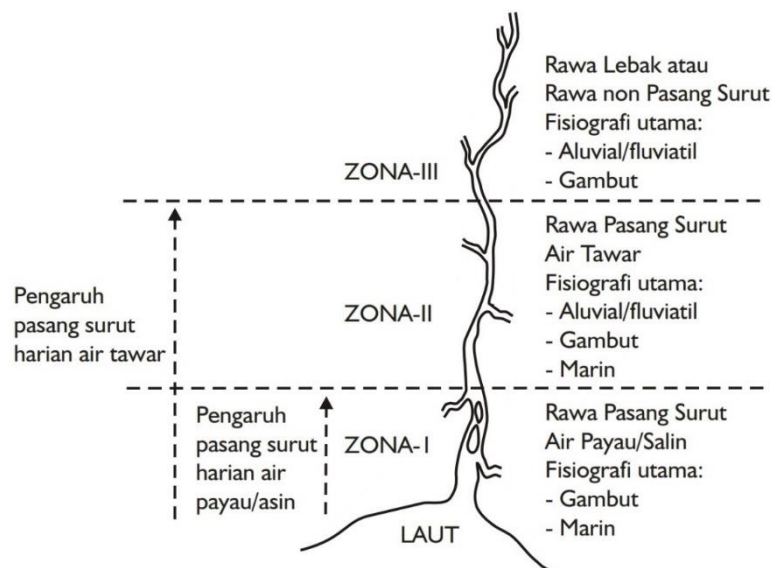 Rawa Lebak atau
Rawa non Pasang Surut
Fisiografi utama:
- Aluvial/fluviatil
- Gambut
ZONA-III
Rawa Pasang Surut
Air Tawar
Fisiografi utama:
- Aluvial/fluviatil
- Gambut
- Marin
ZONA-II
Pengaruh
pasang surut
harian air tawar
Pengaruh
pasang surut
harian air
payau/asin
ZONA-I
Rawa Pasang Surut
Air Payau/Salin
Fisiografi utama:
- Gambut
- Marin
LAUT